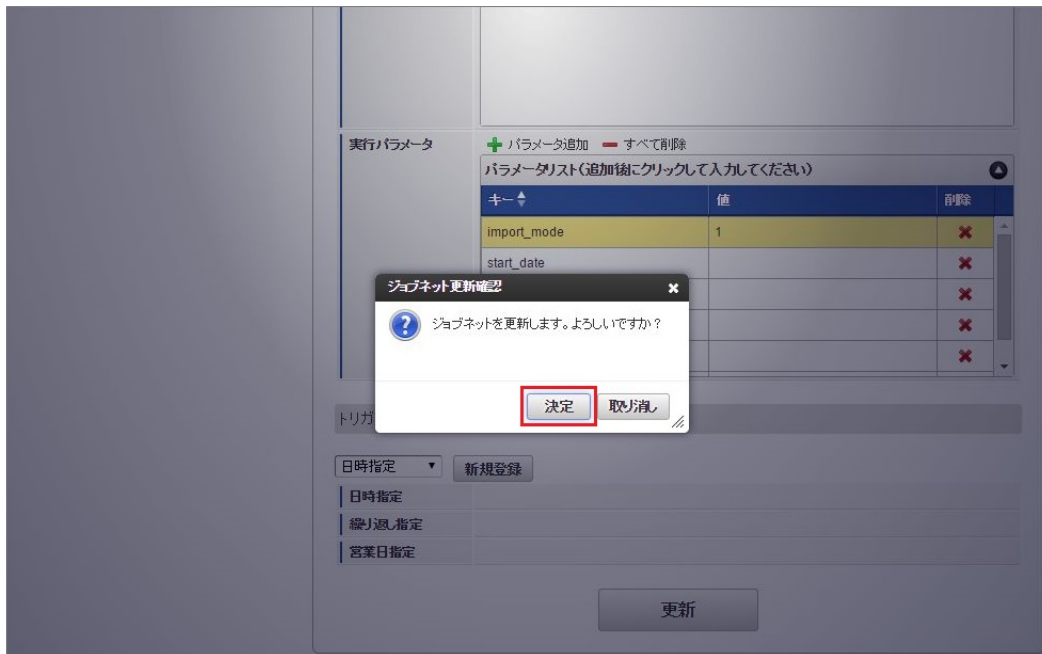 実行パラメータ
パラメータ追加 すべて削除
パラメータリスト(追加後にクリックして入力してください)
キー 値 削除
import_mode 1
start_date
ジョブネット更新確認
ジョブネットを更新します。よろしいですか?
決定 取り消し
トリガ
日時指定 新規登録
日時指定
繰り返し指定
営業日指定
更新